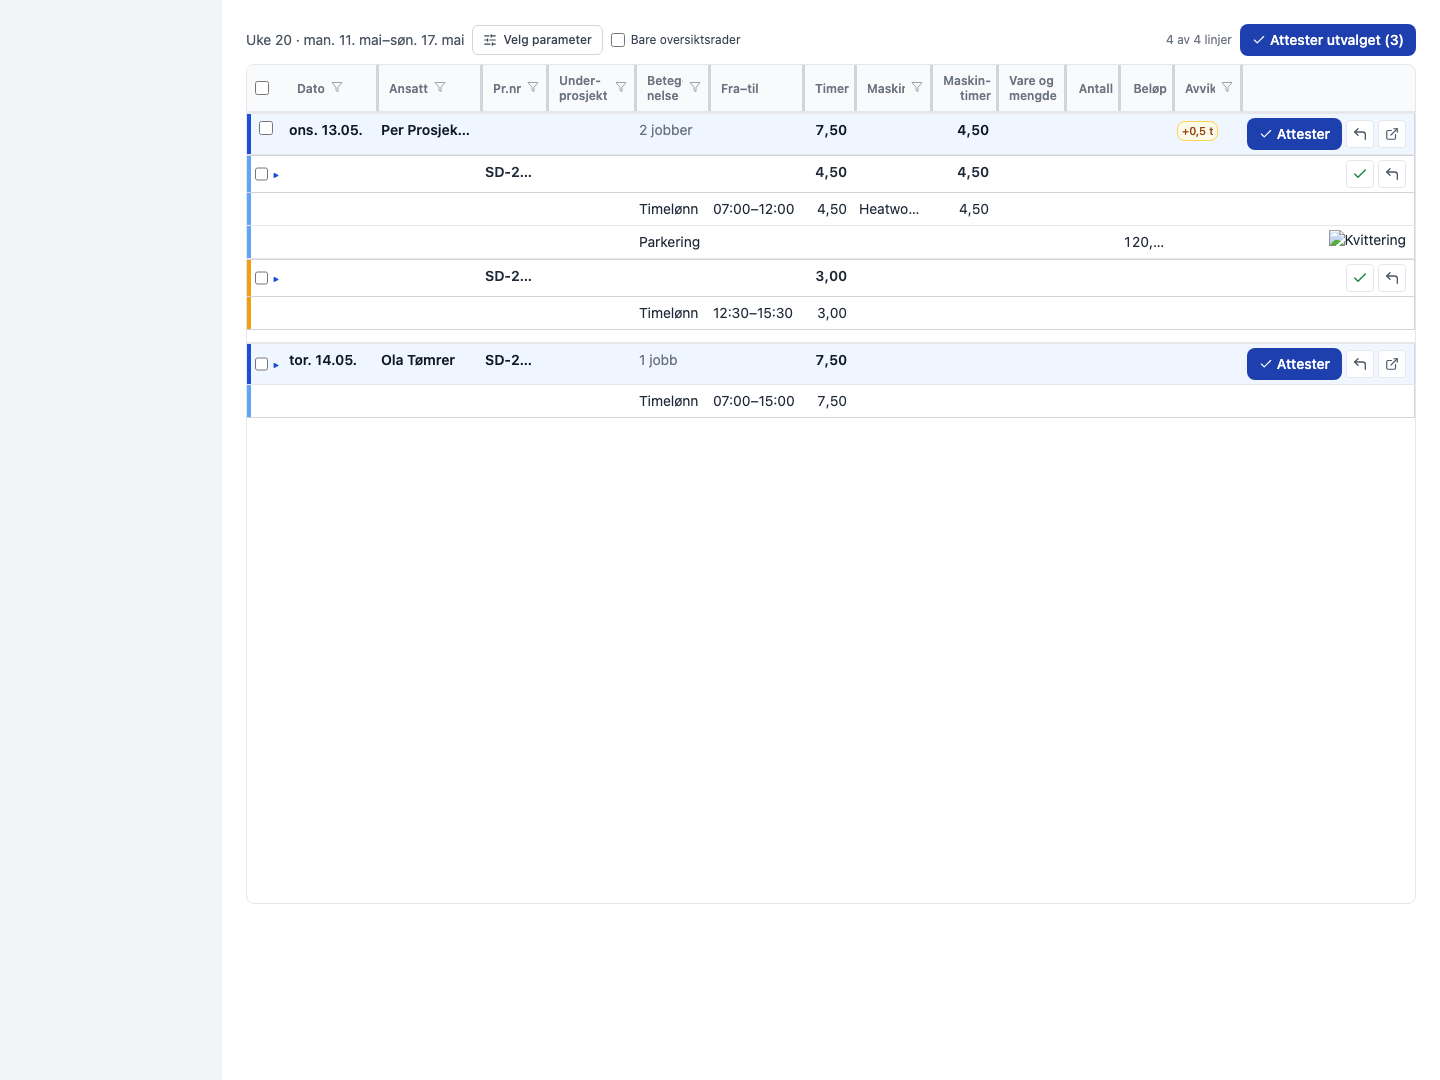 Uke 20 · man. 11. mai–søn. 17. mai Velg parameter Bare oversiktsrader 4 av 4 linjer Attester utvalget (3)
Dato Ansatt Pr.nr Under-prosjekt Beteg nelse Fra–til Timer Maskir Maskin-timer Vare og mengde Antall Beløp Avvik
ons. 13.05. Per Prosjek... 2 jobber 7,50 4,50 +0,5 t Attester
SD-2... 4,50 4,50
Timelønn 07:00–12:00 4,50 Heatwo... 4,50
Parkering 120,... Kvittering
SD-2... 3,00
Timelønn 12:30–15:30 3,00
tor. 14.05. Ola Tømrer SD-2... 1 jobb 7,50 Attester
Timelønn 07:00–15:00 7,50